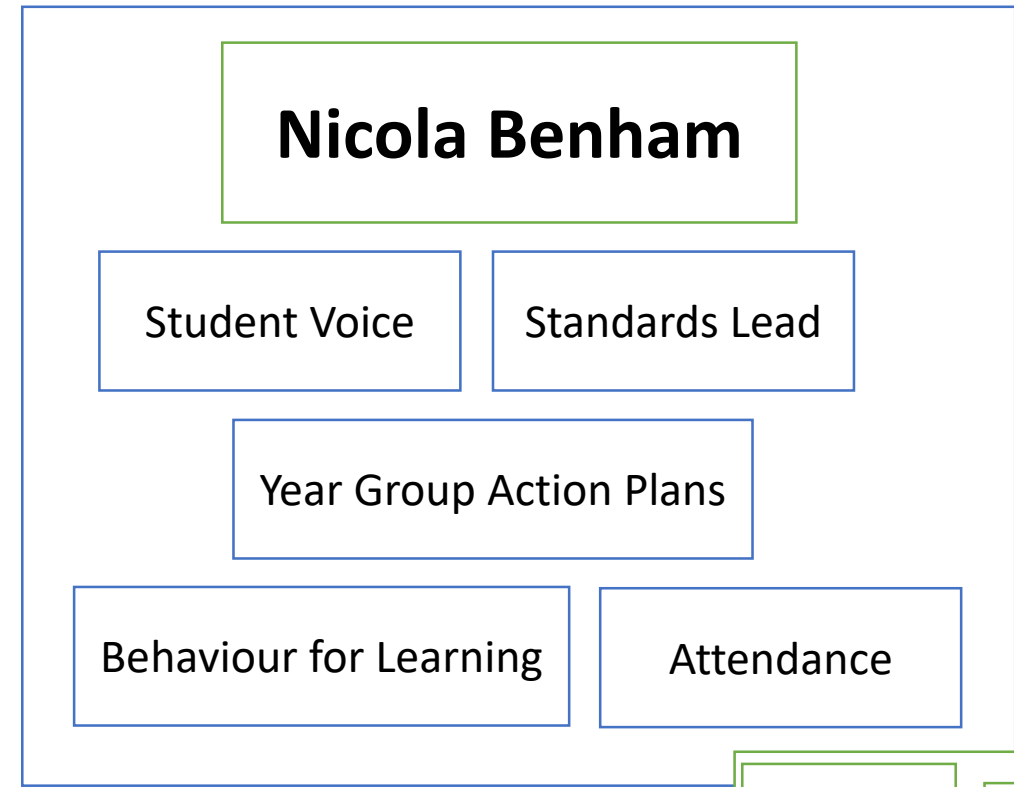 Nicola Benham
Student Voice
Standards Lead
Year Group Action Plans
Behaviour for Learning
Attendance